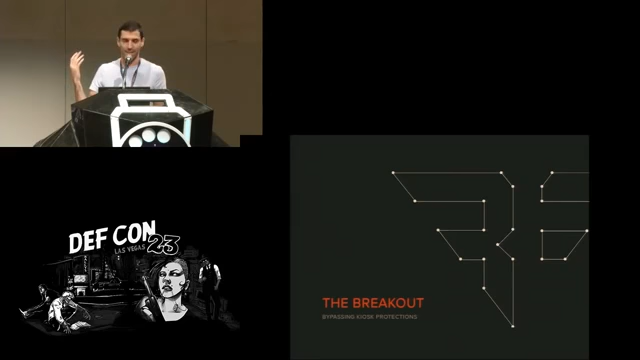 DEF CON
LAS VEGAS 23
THE BREAKOUT
BYPASSING KIOSK PROTECTIONS